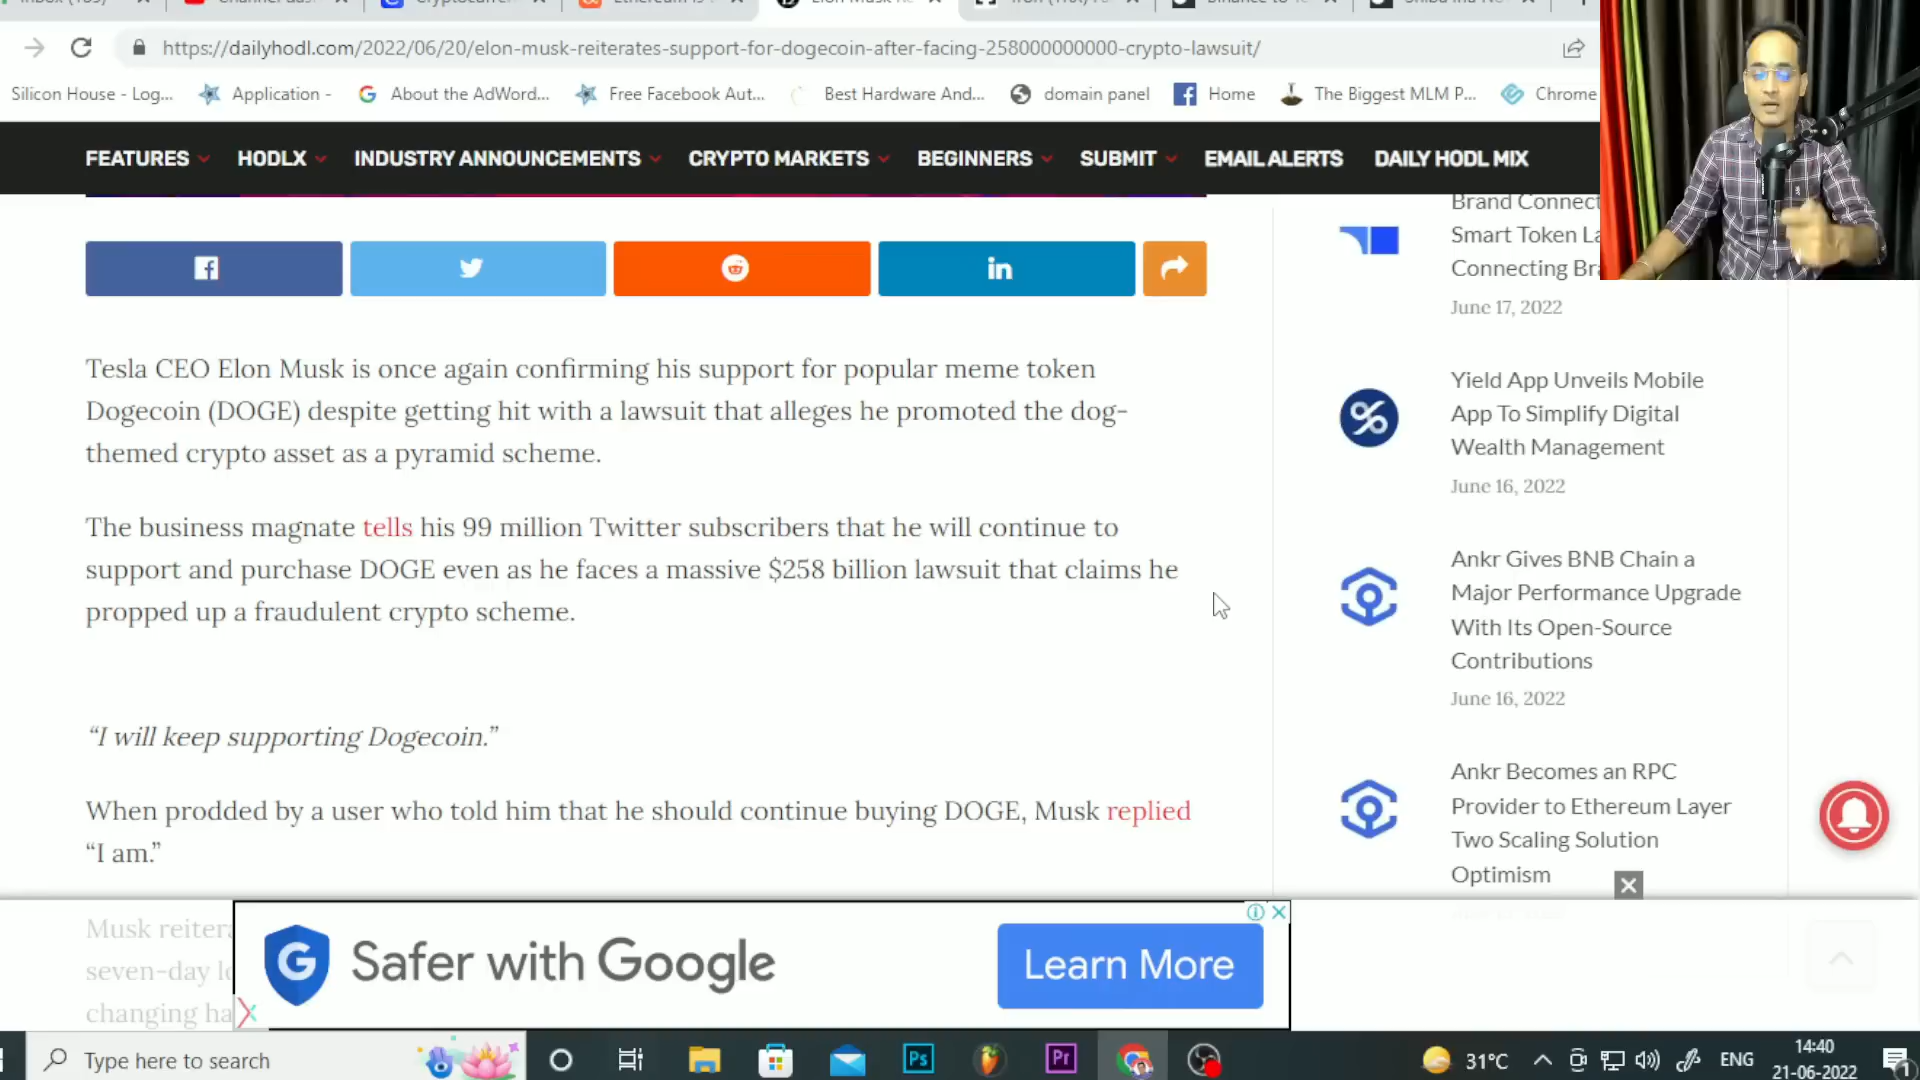 https://dailyhodl.com/2022/06/20/elon-musk-reiterates-support-for-dogecoin-after-facing-258000000000-crypto-lawsuit/
Silicon House - Log...
Application -
About the AdWord...
Free Facebook Aut...
Best Hardware And...
domain panel
Home
The Biggest MLM P...
Chrome
FEATURES
HODLX
INDUSTRY ANNOUNCEMENTS
CRYPTO MARKETS
BEGINNERS
SUBMIT
EMAIL ALERTS
DAILY HODL MIX
Tesla CEO Elon Musk is once again confirming his support for popular meme token
Dogecoin (DOGE) despite getting hit with a lawsuit that alleges he promoted the dog-
themed crypto asset as a pyramid scheme.
The business magnate tells his 99 million Twitter subscribers that he will continue to
support and purchase DOGE even as he faces a massive $258 billion lawsuit that claims he
propped up a fraudulent crypto scheme.
“I will keep supporting Dogecoin.”
When prodded by a user who told him that he should continue buying DOGE, Musk replied
“I am.”
Musk reiter
seven-day l
changing ha
Brand Connect
Smart Token La
Connecting Bra
June 17, 2022
Yield App Unveils Mobile
App To Simplify Digital
Wealth Management
June 16, 2022
Ankr Gives BNB Chain a
Major Performance Upgrade
With Its Open-Source
Contributions
June 16, 2022
Ankr Becomes an RPC
Provider to Ethereum Layer
Two Scaling Solution
Optimism
G Safer with Google
Learn More
Type here to search
Ps
Pr
31°C
ENG
14:40
21-06-2022
1